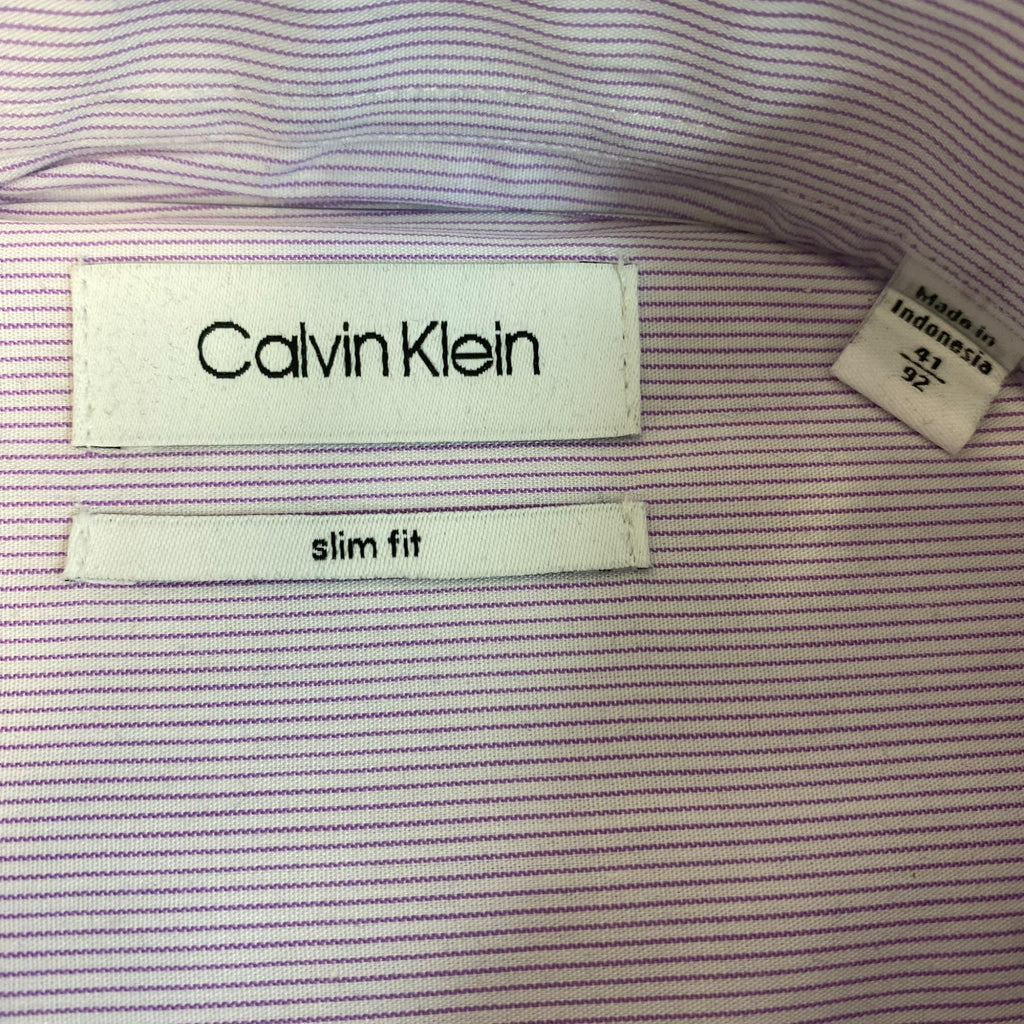 Calvin Klein
slim fit
Made in
Indonesia
41
92